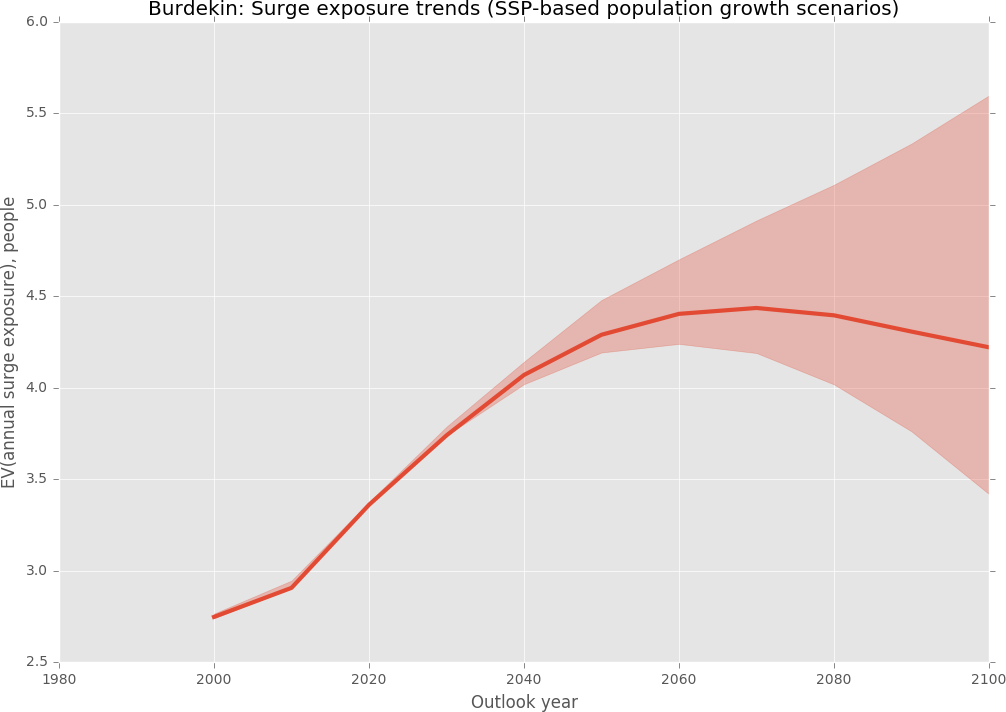 Burdekin: Surge exposure trends (SSP-based population growth scenarios)
EV(annual surge exposure), people
6.0
5.5
5.0
4.5
4.0
3.5
3.0
2.5
1980 2000 2020 2040 2060 2080 2100
Outlook year